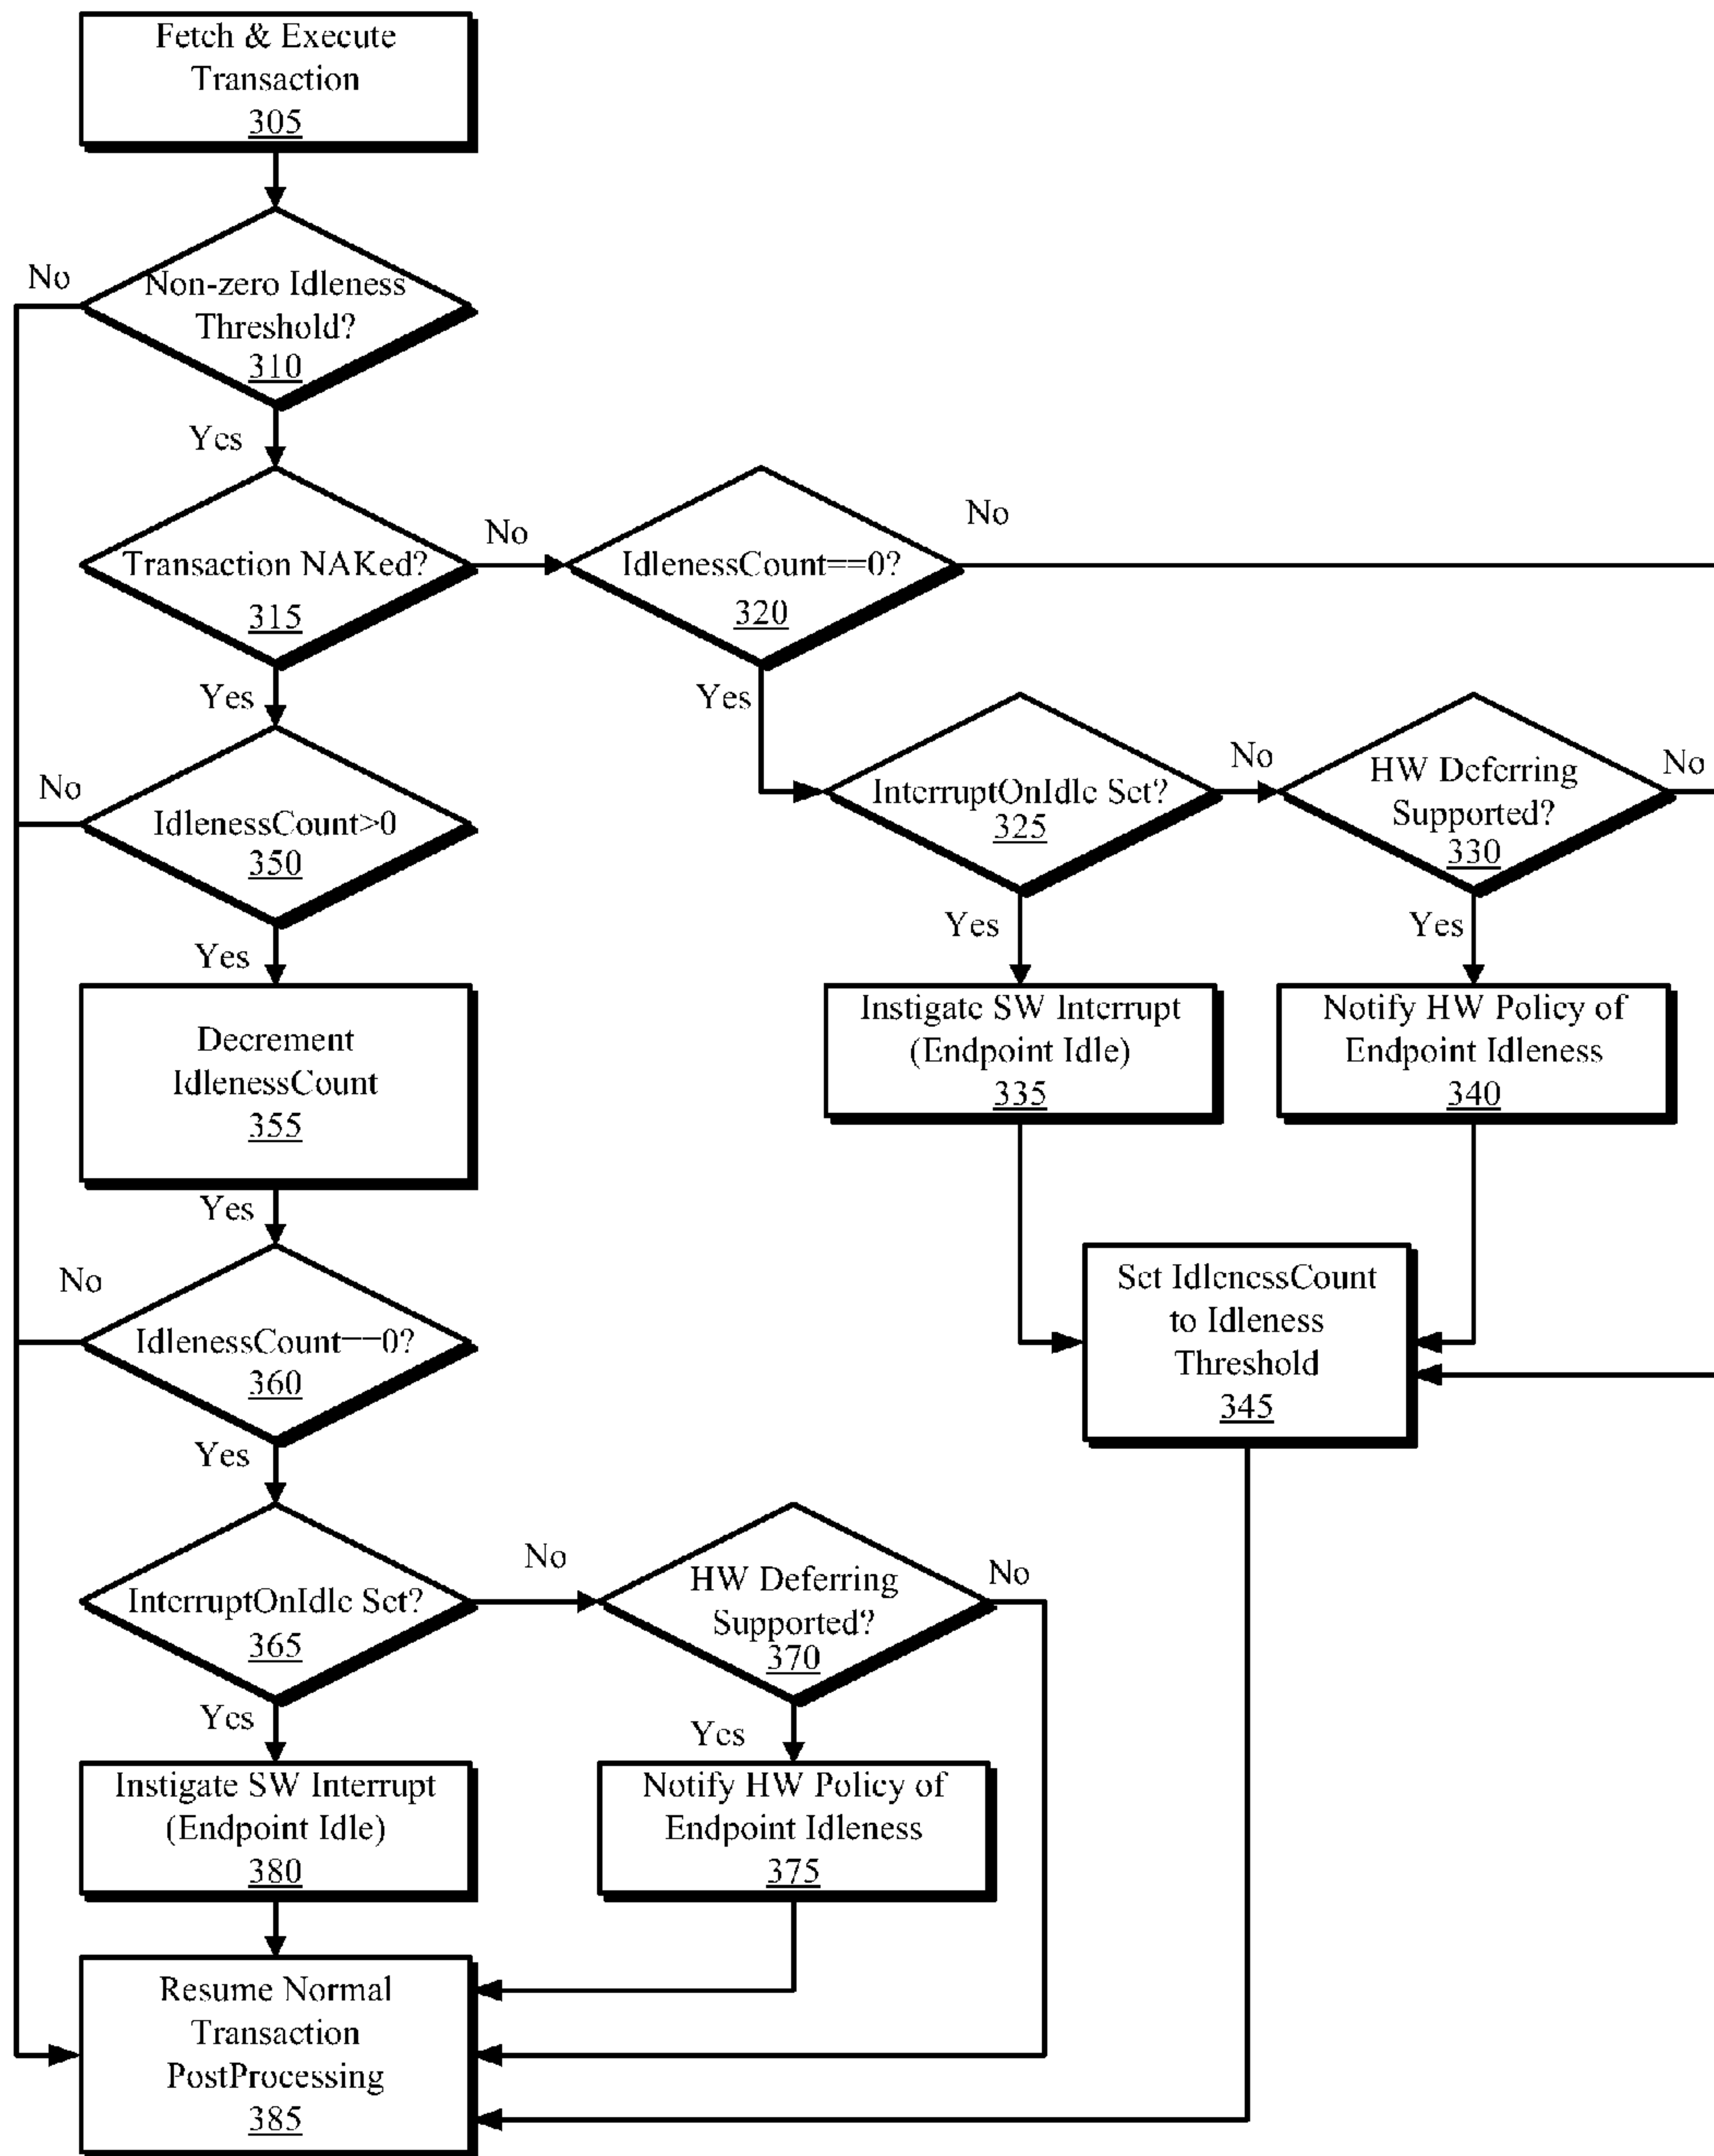 Fetch & Execute
Transaction
305
No
Non-zero Idleness
Threshold?
310
Yes
Transaction NAKed?
315
No
IdlenessCount==0?
320
No
Yes
Yes
InterruptOnIdle Set?
325
No
HW Deferring
Supported?
330
No
No
IdlenessCount>0
350
Yes
Yes
Yes
Decrement
IdlenessCount
355
Instigate SW Interrupt
(Endpoint Idle)
335
Notify HW Policy of
Endpoint Idleness
340
Yes
No
IdlenessCount==0?
360
Set IdlenessCount
to Idleness
Threshold
345
Yes
InterruptOnIdle Set?
365
No
HW Deferring
Supported?
370
No
Yes
Yes
Instigate SW Interrupt
(Endpoint Idle)
380
Notify HW Policy of
Endpoint Idleness
375
Resume Normal
Transaction
PostProcessing
385